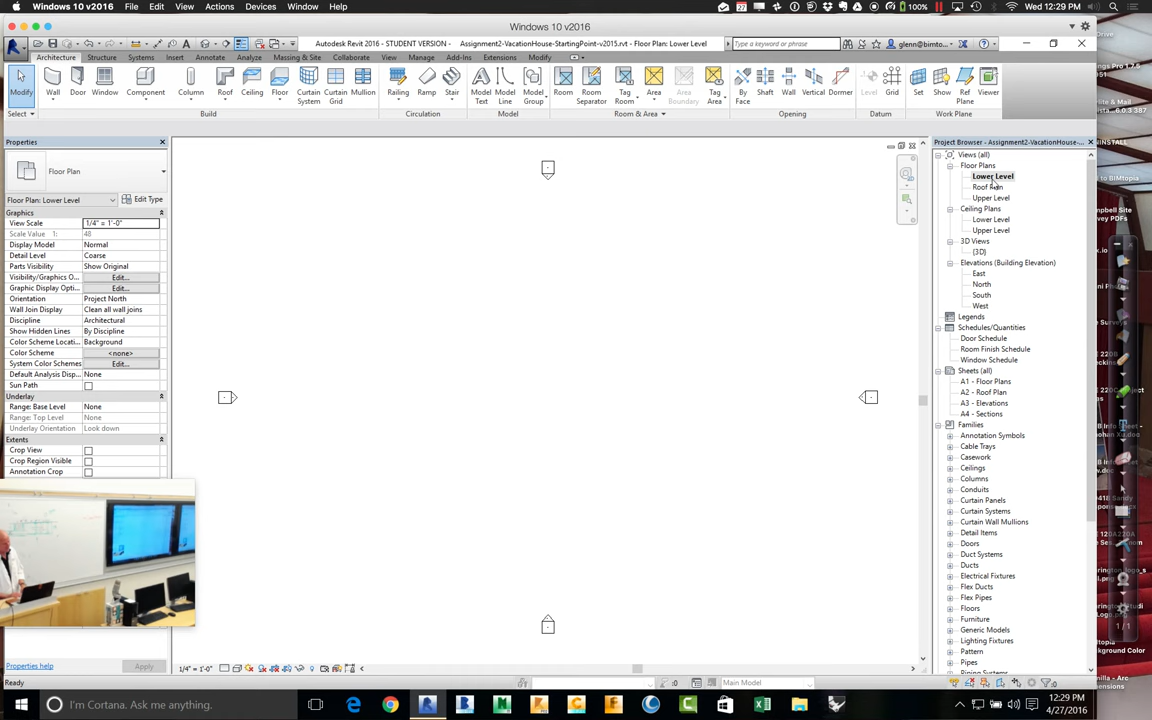 Windows 10 v2016 File Edit View Actions Devices Window Help 100% Wed 12:29 PM
Windows 10 v2016
Autodesk Revit 2016 - STUDENT VERSION - Assignment2-VacationHouse-StartingPoint-v2015.rvt - Floor Plan: Lower Level Type a keyword or phrase glenn@bimto...
Architecture Structure Systems Insert Annotate Analyze Massing & Site Collaborate View Manage Add-Ins Extensions Modify
Modify Wall Door Window Component Column Roof Ceiling Floor Curtain System Curtain Grid Mullion Railing Ramp Stair Model Text Model Line Model Group Room Room Separator Tag Room Area Area Boundary Tag Area By Face Shaft Wall Vertical Dormer Level Grid Set Show Ref Plane Viewer
Select Build Circulation Model Room & Area Opening Datum Work Plane
Properties
Floor Plan
Floor Plan: Lower Level Edit Type
Graphics
View Scale 1/4" = 1'-0"
Scale Value 1: 48
Display Model Normal
Detail Level Coarse
Parts Visibility Show Original
Visibility/Graphics O... Edit...
Graphic Display Opti... Edit...
Orientation Project North
Wall Join Display Clean all wall joins
Discipline Architectural
Show Hidden Lines By Discipline
Color Scheme Locati... Background
Color Scheme <none>
System Color Schemes Edit...
Default Analysis Disp... None
Sun Path
Underlay
Range: Base Level None
Range: Top Level None
Underlay Orientation Look down
Extents
Crop View
Crop Region Visible
Annotation Crop
Properties help Apply
1/4" = 1'-0"
Ready :0 Main Model :0
Project Browser - Assignment2-VacationHouse-...
Views (all)
Floor Plans
Lower Level
Roof Plan
Upper Level
Ceiling Plans
Lower Level
Upper Level
3D Views
{3D}
Elevations (Building Elevation)
East
North
South
West
Legends
Schedules/Quantities
Door Schedule
Room Finish Schedule
Window Schedule
Sheets (all)
A1 - Floor Plans
A2 - Roof Plan
A3 - Elevations
A4 - Sections
Families
Annotation Symbols
Cable Trays
Casework
Ceilings
Columns
Conduits
Curtain Panels
Curtain Systems
Curtain Wall Mullions
Detail Items
Doors
Duct Systems
Ducts
Electrical Fixtures
Flex Ducts
Flex Pipes
Floors
Furniture
Generic Models
Lighting Fixtures
Pattern
Pipes
1 / 1
I'm Cortana. Ask me anything.
12:29 PM
4/27/2016